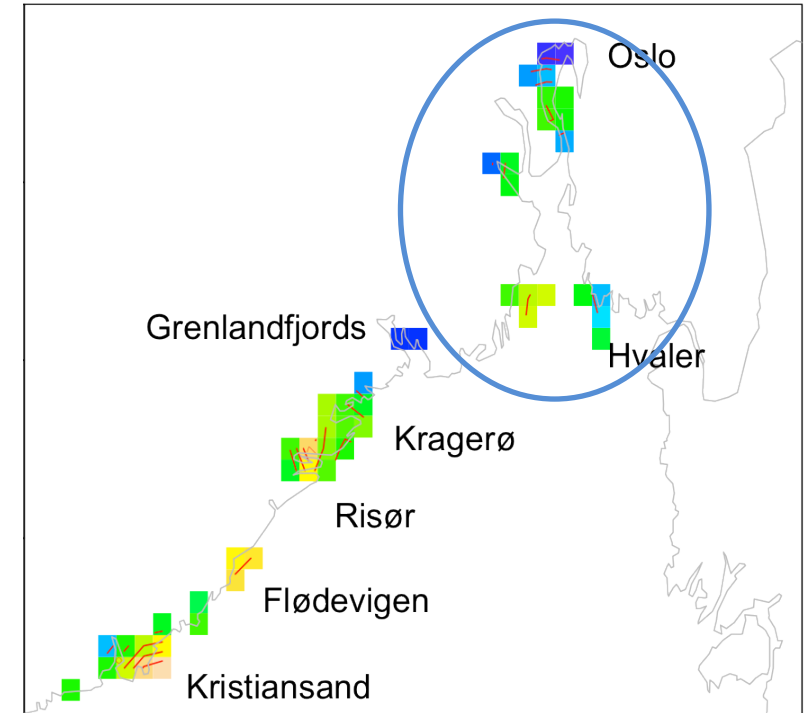 Oslo
Grenlandfjords
Hvaler
Kragerø
Risør
Flødevigen
Kristiansand